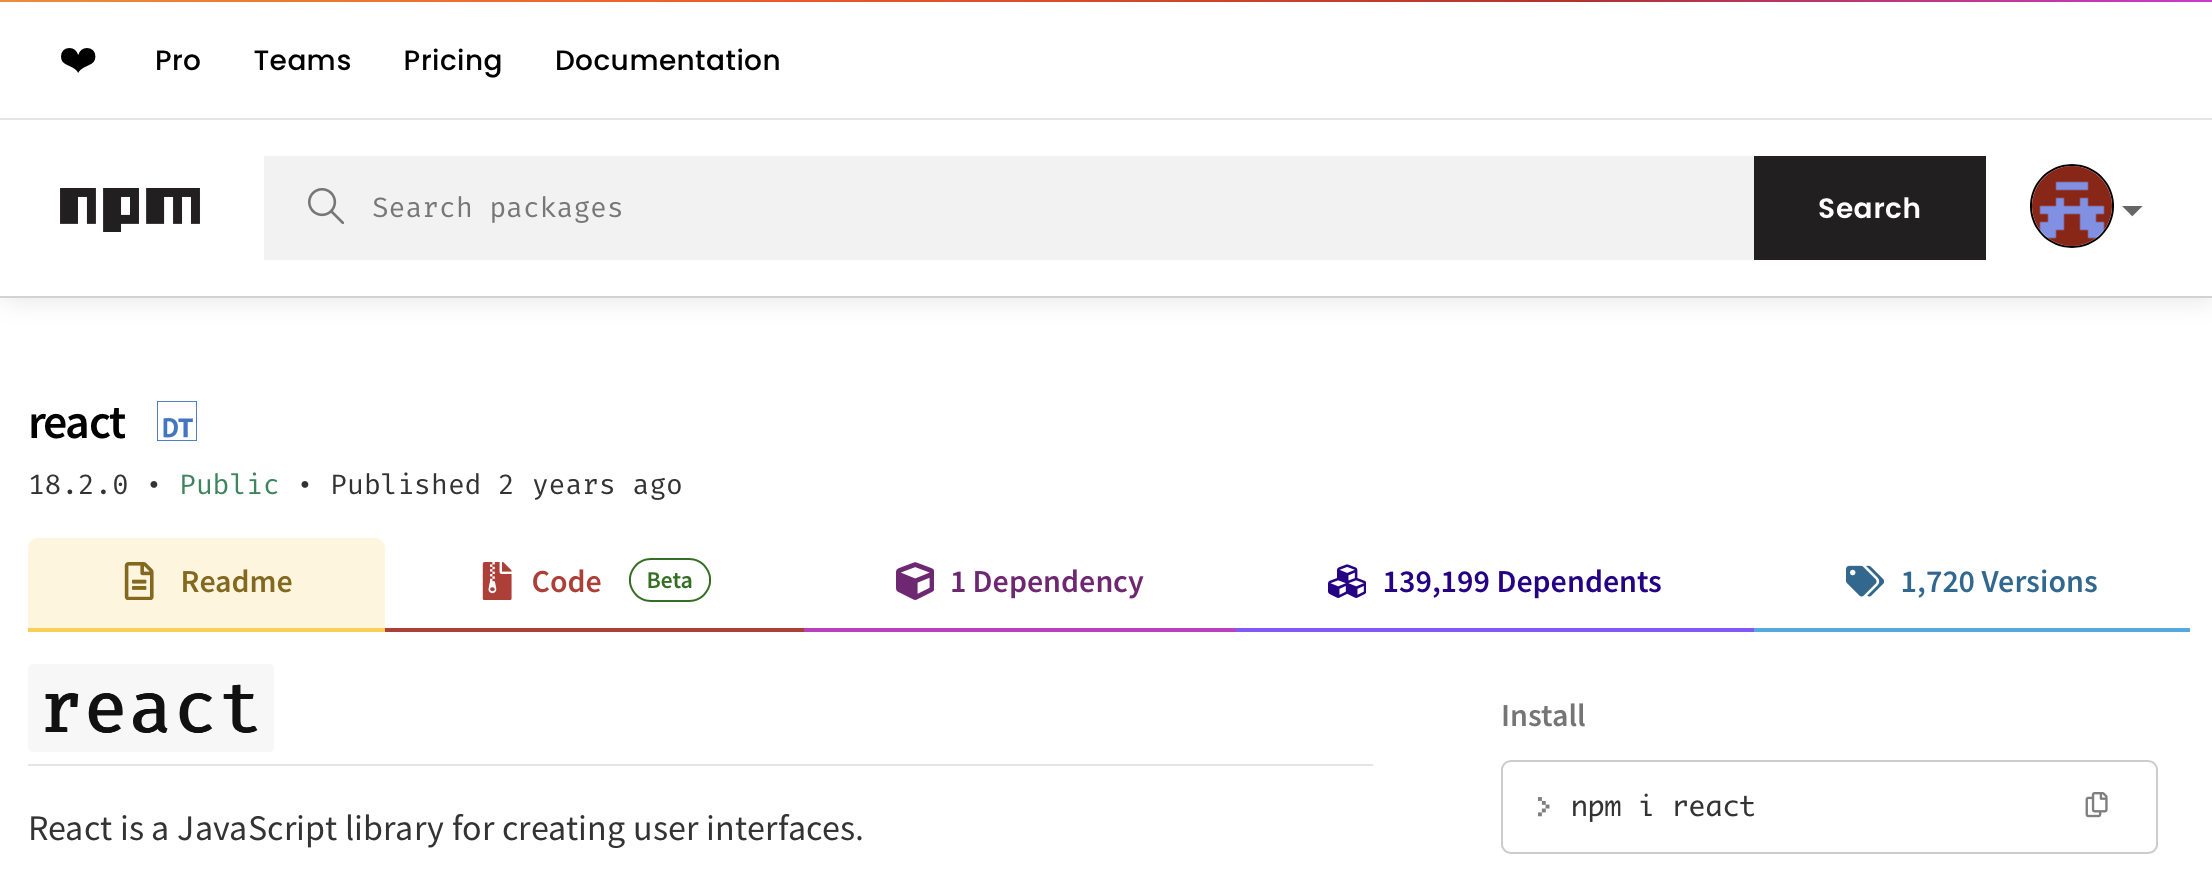 ❤ Pro Teams Pricing Documentation
npm Search packages Search
react DT
18.2.0 • Public • Published 2 years ago
Readme Code Beta 1 Dependency 139,199 Dependents 1,720 Versions
react
Install
> npm i react
React is a JavaScript library for creating user interfaces.